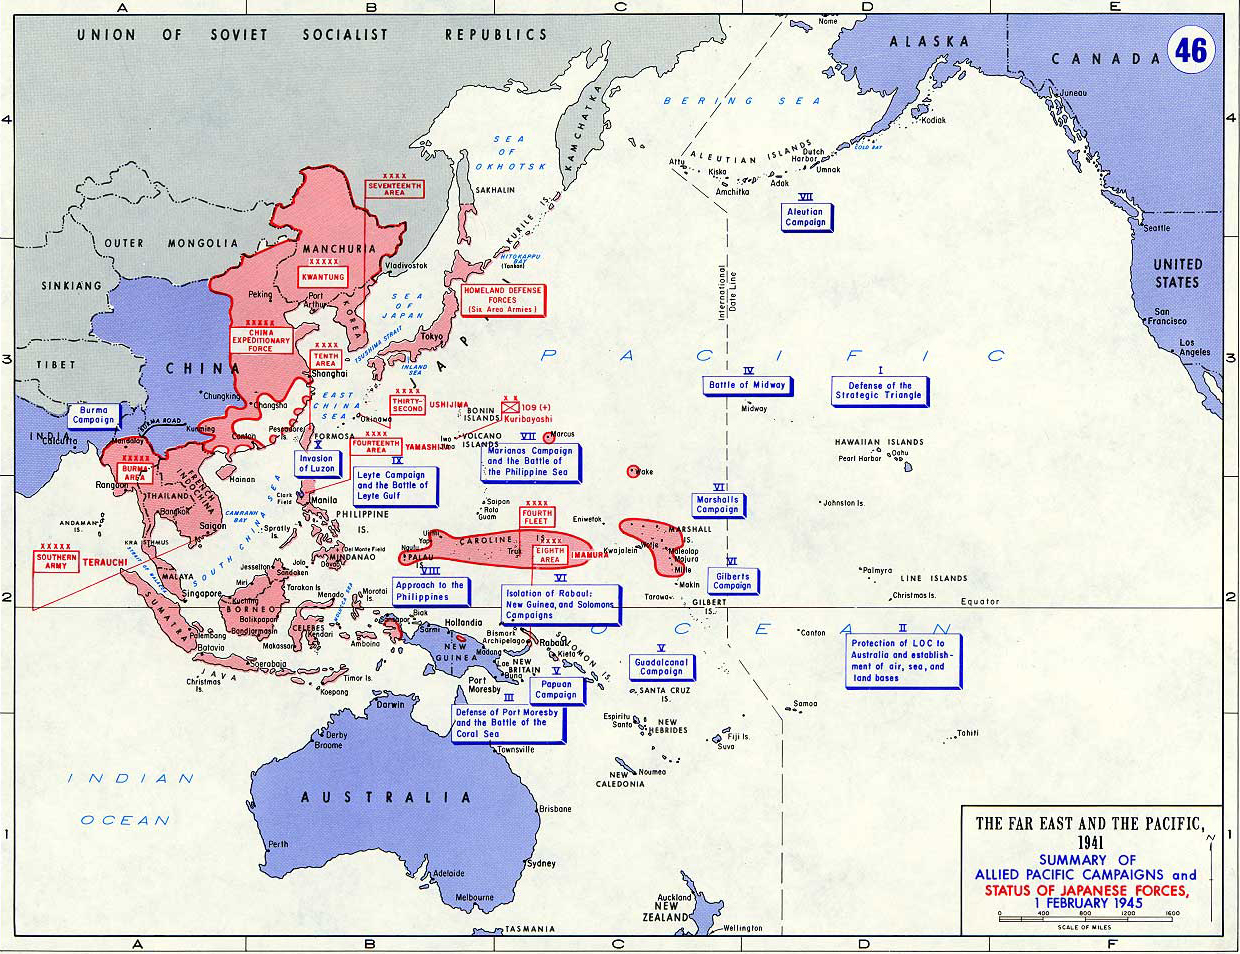 A
B
C
D
E
46
UNION OF SOVIET SOCIALIST REPUBLICS
ALASKA
CANADA
Nome
Juneau
Kodiak
BERING SEA
KAMCHATKA
SEA
OF
OKHOTSK
ALEUTIAN ISLANDS
Attu
Kiska
Amchitka
Adak
Dutch
Harbor
Umnak
COLD BAY
4
4
XXXX
SEVENTEENTH
AREA
SAKHALIN
KURILE IS.
HITOKAPPU
BAY
(Tankan)
VII
Aleutian
Campaign
Seattle
OUTER MONGOLIA
MANCHURIA
XXXXX
KWANTUNG
Vladivostok
SINKIANG
Peking
Port
Arthur
KOREA
SEA
OF
JAPAN
HOMELAND DEFENSE
FORCES
(Six Area Armies)
International
Date Line
UNITED
STATES
San
Francisco
Los
Angeles
XXXXX
CHINA
EXPEDITIONARY
FORCE
XXXX
TENTH
AREA
Shanghai
TSUSHIMA STRAIT
Tokyo
INLAND
SEA
JAPAN
3
3
TIBET
CHINA
Chungking
Changsha
EAST
CHINA
SEA
PACIFIC
IV
Battle of Midway
Midway
I
Defense of the
Strategic Triangle
Burma
Campaign
BURMA ROAD
Kunming
Canton
Pescadores
Is.
FORMOSA
Okinawa
XXXX
THIRTY-
SECOND
USHIJIMA
BONIN
ISLANDS
XX
109 (+)
Kuribayashi
INDIA
Calcutta
Mandalay
XXXXX
BURMA
AREA
Rangoon
X
Invasion
of Luzon
XXXX
FOURTEENTH
AREA
YAMASHITA
Iwo
Jima
VOLCANO
ISLANDS
VII
Marianas Campaign
and the Battle of
the Philippine Sea
Marcus
Wake
HAWAIIAN ISLANDS
Pearl Harbor
Oahu
IX
Leyte Campaign
and the Battle of
Leyte Gulf
Hainan
FRENCH
INDOCHINA
THAILAND
Bangkok
Saigon
CAMRANH
BAY
SOUTH CHINA SEA
Clark
Field
Manila
PHILIPPINE
IS.
Saipan
Rota
Guam
VI
Marshalls
Campaign
Johnston Is.
ANDAMAN
IS.
KRA ISTHMUS
Spratly
Is.
Del Monte Field
MINDANAO
Davao
Jolo
Ulithi
Yap
Ngulu
PALAU
IS.
CAROLINE IS.
Truk
XXXX
FOURTH
FLEET
XXXX
EIGHTH
AREA
IMAMURA
Eniwetok
Kwajalein
Wotje
MARSHALL
IS.
Maloelap
Majuro
Mille
Makin
VI
Gilberts
Campaign
XXXXX
SOUTHERN
ARMY
TERAUCHI
STRAIT OF MALACCA
MALAYA
Singapore
Jesselton
Sandakan
Miri
Tarakan Is.
Kuching
BORNEO
Balikpapan
Bandjermasin
VIII
Approach to the
Philippines
VI
Isolation of Rabaul:
New Guinea, and Solomons
Campaigns
Tarawa
GILBERT
IS.
Palmyra
LINE ISLANDS
Christmas Is.
Equator
2
2
SUMATRA
Palembang
Batavia
JAVA
Soerabaja
Christmas
Is.
CELEBES
Kendari
Makassar
Menado
MOLUCCA SEA
Morotai
Is.
Amboina
Timor Is.
Koepang
Sansapor
Biak
Sarmi
Hollandia
NEW
GUINEA
Bismark
Archipelago
Madang
Lae
Buna
NEW
BRITAIN
Rabaul
Kieta
SOLOMON IS.
OCEAN
Canton
II
Protection of LOC to
Australia and establish-
ment of air, sea, and
land bases
V
Guadalcanal
Campaign
V
Papuan
Campaign
Port
Moresby
III
Defense of Port Moresby
and the Battle of the
Coral Sea
SANTA CRUZ
IS.
Samoa
Darwin
Derby
Broome
Townsville
Espiritu
Santo
NEW
HEBRIDES
Fiji Is.
Suva
Tahiti
NEW
CALEDONIA
Noumea
INDIAN
OCEAN
AUSTRALIA
Brisbane
Perth
Sydney
Adelaide
Melbourne
TASMANIA
Auckland
NEW
ZEALAND
Wellington
1
1
THE FAR EAST AND THE PACIFIC,
1941
SUMMARY OF
ALLIED PACIFIC CAMPAIGNS and
STATUS OF JAPANESE FORCES,
1 FEBRUARY 1945
N
0 400 800 1200 1600
SCALE OF MILES
A
B
C
D
F